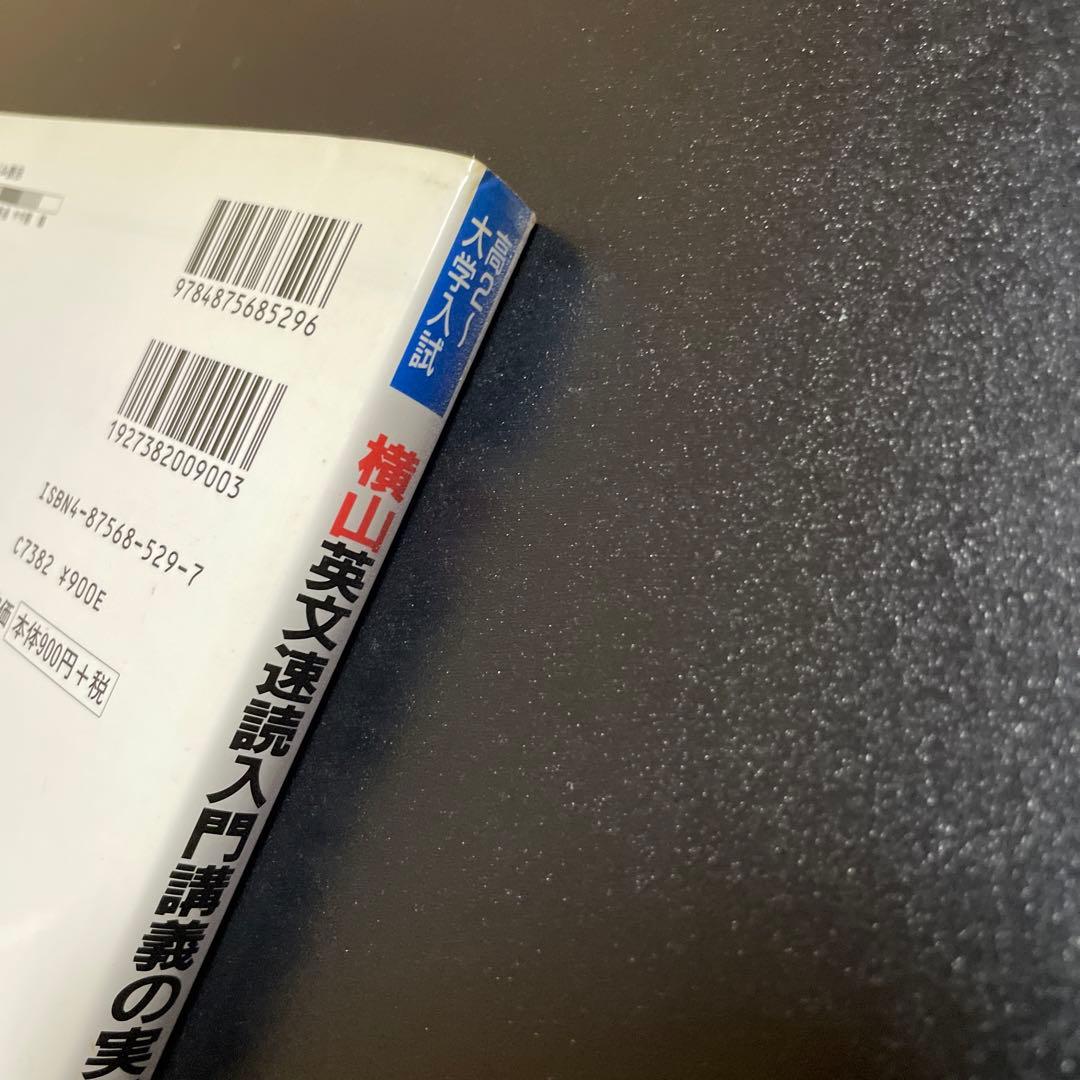 9784875685296
1927382009003
ISBN4-87568-529-7
C7382 ¥900E
価 本体900円+税
高2〜
大学入試
横山英文速読入門講義の実